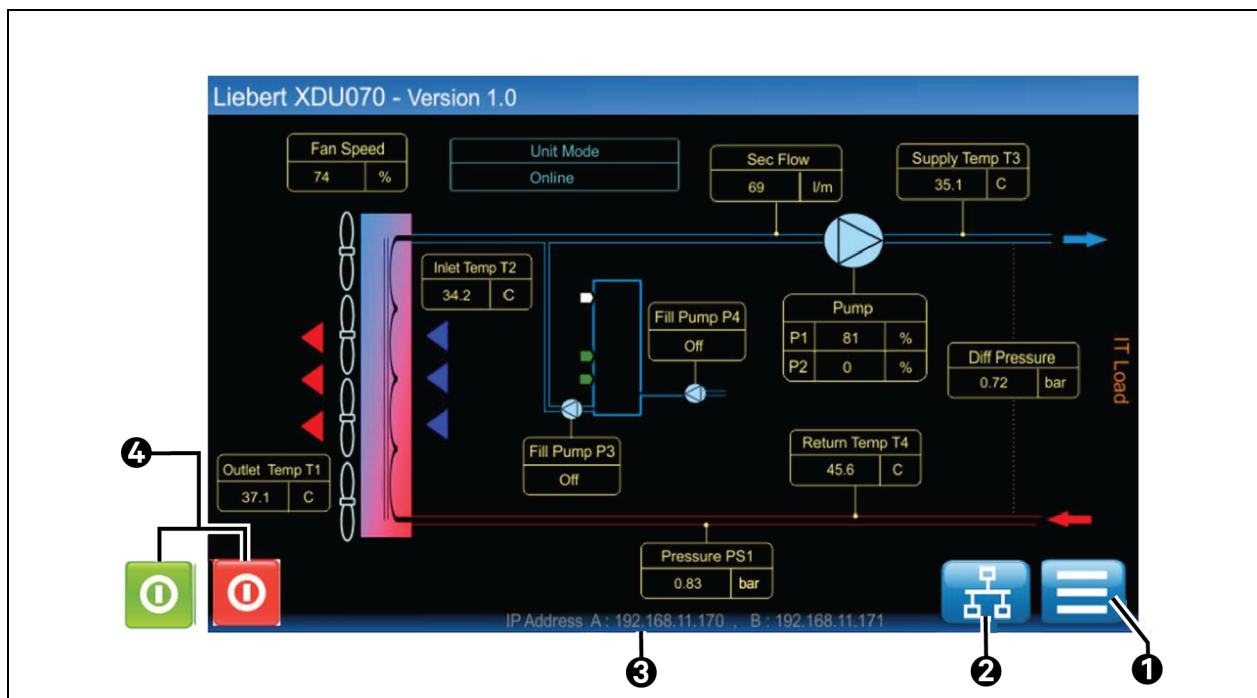 Liebert XDU070 - Version 1.0
Fan Speed
74 %
Unit Mode
Online
Sec Flow
69 l/m
Supply Temp T3
35.1 C
Inlet Temp T2
34.2 C
Fill Pump P4
Off
Pump
P1 81 %
P2 0 %
Diff Pressure
0.72 bar
IT Load
Fill Pump P3
Off
Return Temp T4
45.6 C
Outlet Temp T1
37.1 C
4
Pressure PS1
0.83 bar
IP Address A : 192.168.11.170 , B : 192.168.11.171
3
2
1